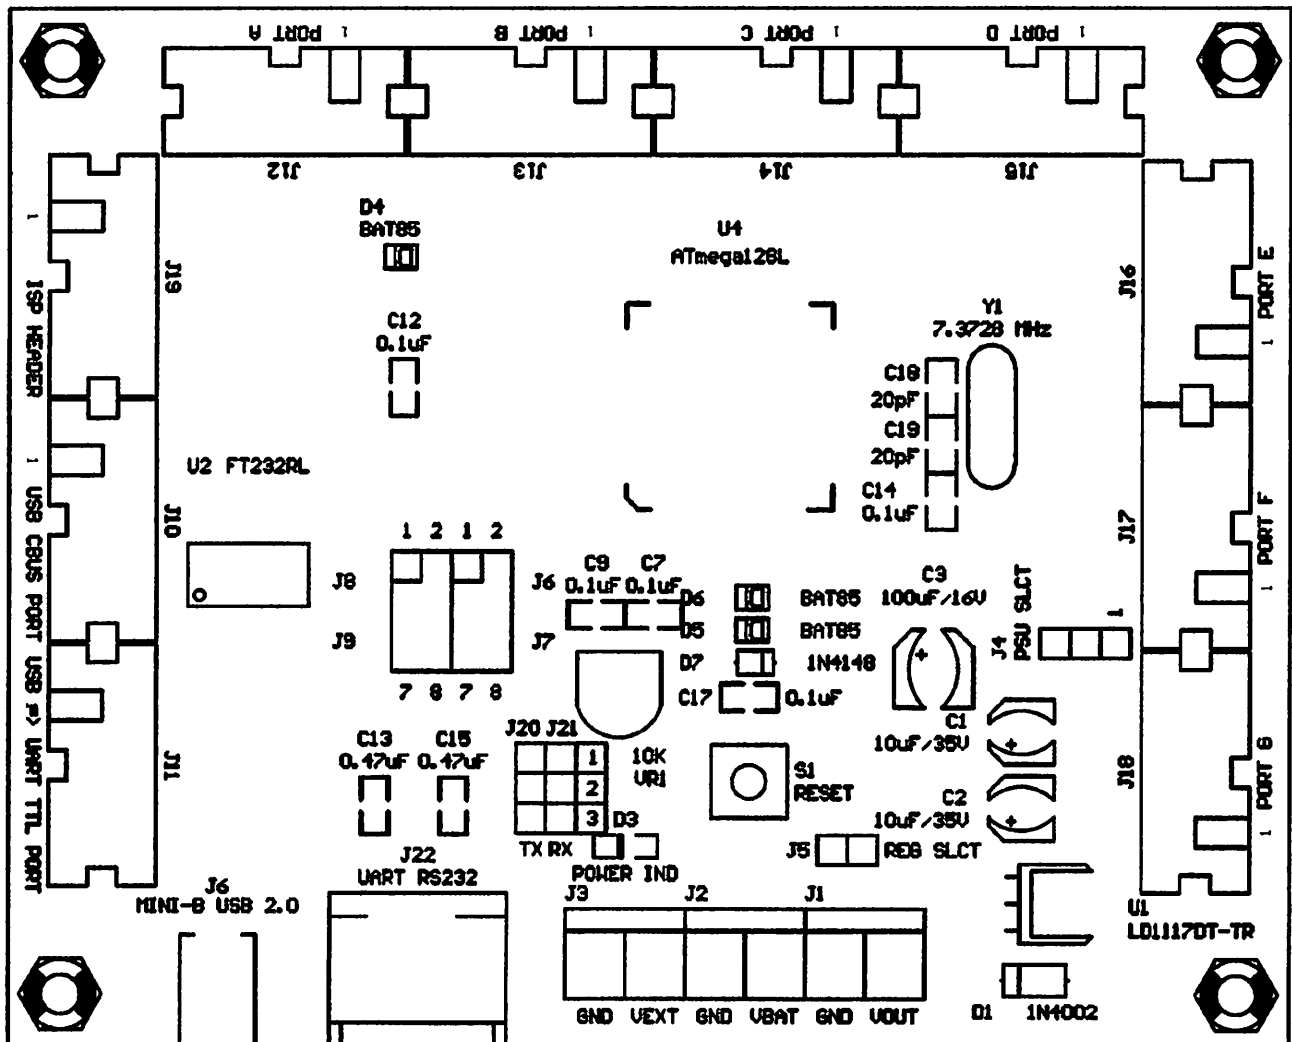 PORT A 1
PORT B 1
PORT C 1
PORT D 1
J12
J13
J14
J15
1
J19
ISP HEADER
D4
BAT85
C12
0.1uF
U4
ATmega128L
Y1
7.3728 MHz
C18
20pF
C19
20pF
C14
0.1uF
J16
PORT E
1
U2 FT232RL
1
J10
USB CBUS PORT
1 2 1 2
J8
J9
J6
J7
7 8 7 8
C9
0.1uF
C7
0.1uF
D6
BAT85
D5
BAT85
D7
1N4148
C17
0.1uF
C3
100uF/16V
+
J4
PSU SLCT
1
J17
PORT F
1
J11
USB => UART TTL PORT
C13
0.47uF
C15
0.47uF
J20 J21
1
2
3
TX RX
10K
VR1
S1
RESET
C1
10uF/35V
+
C2
10uF/35V
+
J18
PORT G
1
D3
POWER IND
J5
REG SLCT
J22
UART RS232
J6
MINI-B USB 2.0
J3
J2
J1
GND VEXT GND VBAT GND VOUT
U1
LD1117DT-TR
D1
1N4002